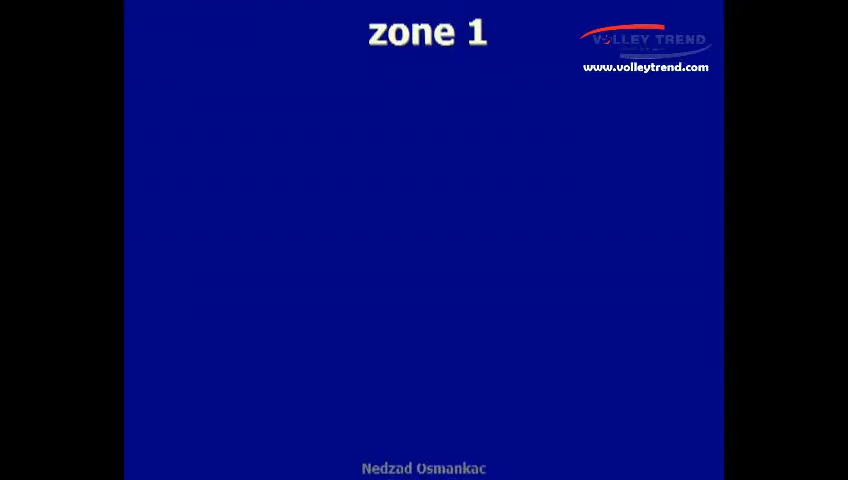 zone 1
VOLLEY TREND
www.volleytrend.com
Nedzad Osmankac